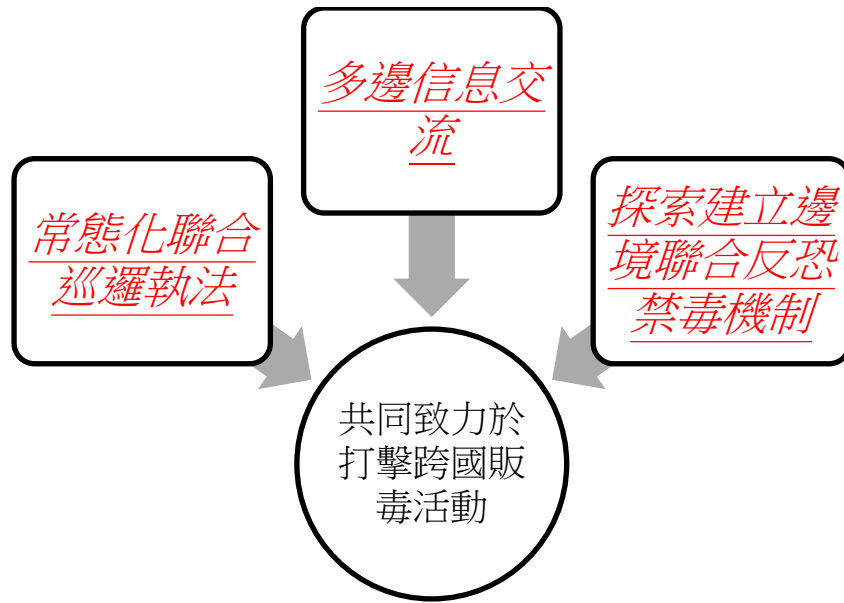 多邊信息交
流
常態化聯合
巡邏執法
探索建立邊
境聯合反恐
禁毒機制
共同致力於
打擊跨國販
毒活動